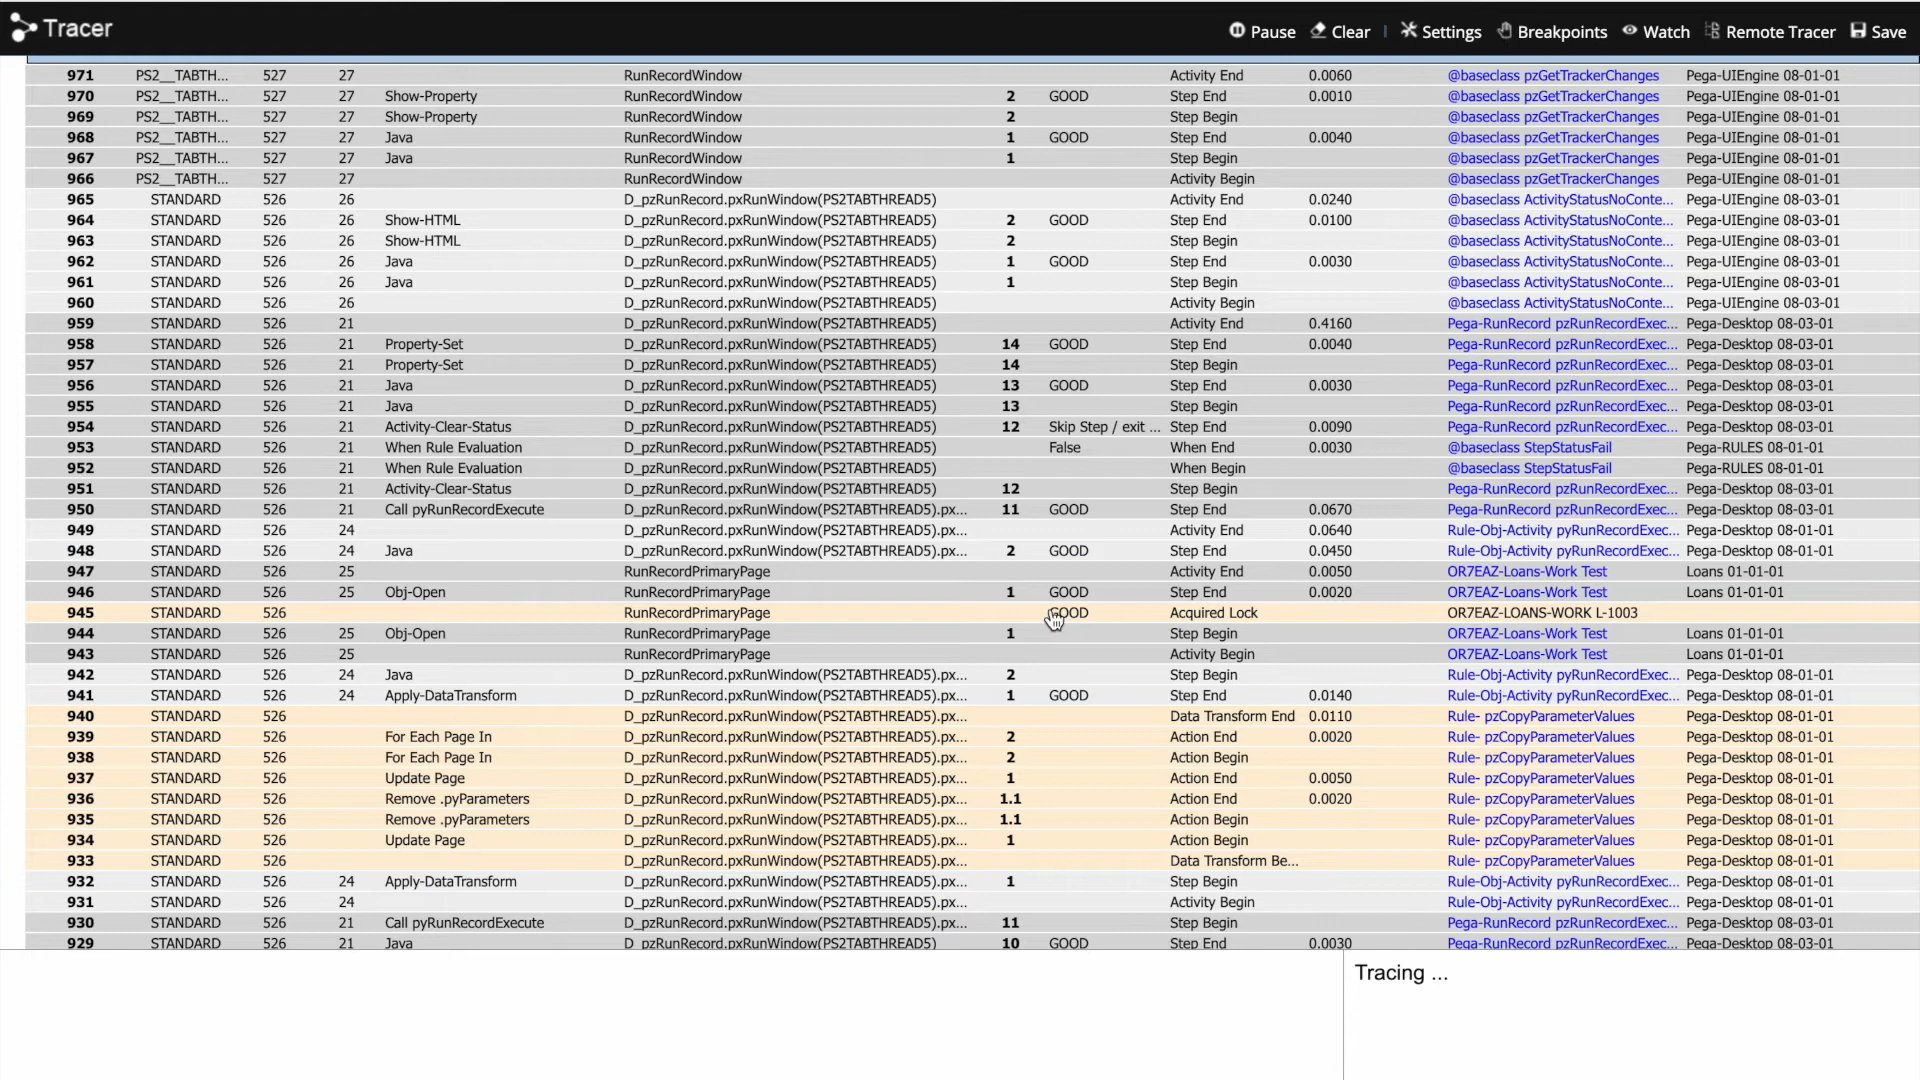 Tracer
Pause Clear | Settings Breakpoints Watch Remote Tracer Save
971 PS2__TABTH... 527 27 RunRecordWindow Activity End 0.0060 @baseclass pzGetTrackerChanges Pega-UIEngine 08-01-01
970 PS2__TABTH... 527 27 Show-Property RunRecordWindow 2 GOOD Step End 0.0010 @baseclass pzGetTrackerChanges Pega-UIEngine 08-01-01
969 PS2__TABTH... 527 27 Show-Property RunRecordWindow 2 Step Begin @baseclass pzGetTrackerChanges Pega-UIEngine 08-01-01
968 PS2__TABTH... 527 27 Java RunRecordWindow 1 GOOD Step End 0.0040 @baseclass pzGetTrackerChanges Pega-UIEngine 08-01-01
967 PS2__TABTH... 527 27 Java RunRecordWindow 1 Step Begin @baseclass pzGetTrackerChanges Pega-UIEngine 08-01-01
966 PS2__TABTH... 527 27 RunRecordWindow Activity Begin @baseclass pzGetTrackerChanges Pega-UIEngine 08-01-01
965 STANDARD 526 26 D_pzRunRecord.pxRunWindow(PS2TABTHREAD5) Activity End 0.0240 @baseclass ActivityStatusNoConte... Pega-UIEngine 08-03-01
964 STANDARD 526 26 Show-HTML D_pzRunRecord.pxRunWindow(PS2TABTHREAD5) 2 GOOD Step End 0.0100 @baseclass ActivityStatusNoConte... Pega-UIEngine 08-03-01
963 STANDARD 526 26 Show-HTML D_pzRunRecord.pxRunWindow(PS2TABTHREAD5) 2 Step Begin @baseclass ActivityStatusNoConte... Pega-UIEngine 08-03-01
962 STANDARD 526 26 Java D_pzRunRecord.pxRunWindow(PS2TABTHREAD5) 1 GOOD Step End 0.0030 @baseclass ActivityStatusNoConte... Pega-UIEngine 08-03-01
961 STANDARD 526 26 Java D_pzRunRecord.pxRunWindow(PS2TABTHREAD5) 1 Step Begin @baseclass ActivityStatusNoConte... Pega-UIEngine 08-03-01
960 STANDARD 526 26 D_pzRunRecord.pxRunWindow(PS2TABTHREAD5) Activity Begin @baseclass ActivityStatusNoConte... Pega-UIEngine 08-03-01
959 STANDARD 526 21 D_pzRunRecord.pxRunWindow(PS2TABTHREAD5) Activity End 0.4160 Pega-RunRecord pzRunRecordExec... Pega-Desktop 08-03-01
958 STANDARD 526 21 Property-Set D_pzRunRecord.pxRunWindow(PS2TABTHREAD5) 14 GOOD Step End 0.0040 Pega-RunRecord pzRunRecordExec... Pega-Desktop 08-03-01
957 STANDARD 526 21 Property-Set D_pzRunRecord.pxRunWindow(PS2TABTHREAD5) 14 Step Begin Pega-RunRecord pzRunRecordExec... Pega-Desktop 08-03-01
956 STANDARD 526 21 Java D_pzRunRecord.pxRunWindow(PS2TABTHREAD5) 13 GOOD Step End 0.0030 Pega-RunRecord pzRunRecordExec... Pega-Desktop 08-03-01
955 STANDARD 526 21 Java D_pzRunRecord.pxRunWindow(PS2TABTHREAD5) 13 Step Begin Pega-RunRecord pzRunRecordExec... Pega-Desktop 08-03-01
954 STANDARD 526 21 Activity-Clear-Status D_pzRunRecord.pxRunWindow(PS2TABTHREAD5) 12 Skip Step / exit ... Step End 0.0090 Pega-RunRecord pzRunRecordExec... Pega-Desktop 08-03-01
953 STANDARD 526 21 When Rule Evaluation D_pzRunRecord.pxRunWindow(PS2TABTHREAD5) False When End 0.0030 @baseclass StepStatusFail Pega-RULES 08-01-01
952 STANDARD 526 21 When Rule Evaluation D_pzRunRecord.pxRunWindow(PS2TABTHREAD5) When Begin @baseclass StepStatusFail Pega-RULES 08-01-01
951 STANDARD 526 21 Activity-Clear-Status D_pzRunRecord.pxRunWindow(PS2TABTHREAD5) 12 Step Begin Pega-RunRecord pzRunRecordExec... Pega-Desktop 08-03-01
950 STANDARD 526 21 Call pyRunRecordExecute D_pzRunRecord.pxRunWindow(PS2TABTHREAD5).px... 11 GOOD Step End 0.0670 Pega-RunRecord pzRunRecordExec... Pega-Desktop 08-03-01
949 STANDARD 526 24 D_pzRunRecord.pxRunWindow(PS2TABTHREAD5).px... Activity End 0.0640 Rule-Obj-Activity pyRunRecordExec... Pega-Desktop 08-01-01
948 STANDARD 526 24 Java D_pzRunRecord.pxRunWindow(PS2TABTHREAD5).px... 2 GOOD Step End 0.0450 Rule-Obj-Activity pyRunRecordExec... Pega-Desktop 08-01-01
947 STANDARD 526 25 RunRecordPrimaryPage Activity End 0.0050 OR7EAZ-Loans-Work Test Loans 01-01-01
946 STANDARD 526 25 Obj-Open RunRecordPrimaryPage 1 GOOD Step End 0.0020 OR7EAZ-Loans-Work Test Loans 01-01-01
945 STANDARD 526 RunRecordPrimaryPage GOOD Acquired Lock OR7EAZ-LOANS-WORK L-1003
944 STANDARD 526 25 Obj-Open RunRecordPrimaryPage 1 Step Begin OR7EAZ-Loans-Work Test Loans 01-01-01
943 STANDARD 526 25 RunRecordPrimaryPage Activity Begin OR7EAZ-Loans-Work Test Loans 01-01-01
942 STANDARD 526 24 Java D_pzRunRecord.pxRunWindow(PS2TABTHREAD5).px... 2 Step Begin Rule-Obj-Activity pyRunRecordExec... Pega-Desktop 08-01-01
941 STANDARD 526 24 Apply-DataTransform D_pzRunRecord.pxRunWindow(PS2TABTHREAD5).px... 1 GOOD Step End 0.0140 Rule-Obj-Activity pyRunRecordExec... Pega-Desktop 08-01-01
940 STANDARD 526 D_pzRunRecord.pxRunWindow(PS2TABTHREAD5).px... Data Transform End 0.0110 Rule- pzCopyParameterValues Pega-Desktop 08-01-01
939 STANDARD 526 For Each Page In D_pzRunRecord.pxRunWindow(PS2TABTHREAD5).px... 2 Action End 0.0020 Rule- pzCopyParameterValues Pega-Desktop 08-01-01
938 STANDARD 526 For Each Page In D_pzRunRecord.pxRunWindow(PS2TABTHREAD5).px... 2 Action Begin Rule- pzCopyParameterValues Pega-Desktop 08-01-01
937 STANDARD 526 Update Page D_pzRunRecord.pxRunWindow(PS2TABTHREAD5).px... 1 Action End 0.0050 Rule- pzCopyParameterValues Pega-Desktop 08-01-01
936 STANDARD 526 Remove .pyParameters D_pzRunRecord.pxRunWindow(PS2TABTHREAD5).px... 1.1 Action End 0.0020 Rule- pzCopyParameterValues Pega-Desktop 08-01-01
935 STANDARD 526 Remove .pyParameters D_pzRunRecord.pxRunWindow(PS2TABTHREAD5).px... 1.1 Action Begin Rule- pzCopyParameterValues Pega-Desktop 08-01-01
934 STANDARD 526 Update Page D_pzRunRecord.pxRunWindow(PS2TABTHREAD5).px... 1 Action Begin Rule- pzCopyParameterValues Pega-Desktop 08-01-01
933 STANDARD 526 D_pzRunRecord.pxRunWindow(PS2TABTHREAD5).px... Data Transform Be... Rule- pzCopyParameterValues Pega-Desktop 08-01-01
932 STANDARD 526 24 Apply-DataTransform D_pzRunRecord.pxRunWindow(PS2TABTHREAD5).px... 1 Step Begin Rule-Obj-Activity pyRunRecordExec... Pega-Desktop 08-01-01
931 STANDARD 526 24 D_pzRunRecord.pxRunWindow(PS2TABTHREAD5).px... Activity Begin Rule-Obj-Activity pyRunRecordExec... Pega-Desktop 08-01-01
930 STANDARD 526 21 Call pyRunRecordExecute D_pzRunRecord.pxRunWindow(PS2TABTHREAD5) 11 Step Begin Pega-RunRecord pzRunRecordExec... Pega-Desktop 08-03-01
929 STANDARD 526 21 Java D_pzRunRecord.pxRunWindow(PS2TABTHREAD5) 10 GOOD Step End 0.0030 Pega-RunRecord pzRunRecordExec... Pega-Desktop 08-03-01
Tracing ...